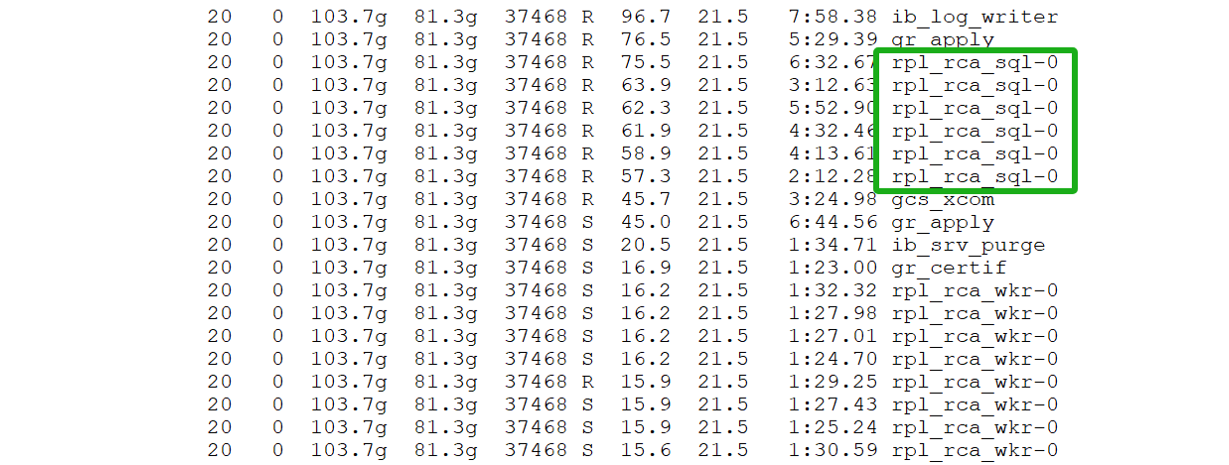 20 0 103.7g 81.3g 37468 R 96.7 21.5 7:58.38 ib_log_writer
20 0 103.7g 81.3g 37468 R 76.5 21.5 5:29.39 gr_apply
20 0 103.7g 81.3g 37468 R 75.5 21.5 6:32.67 rpl_rca_sql-0
20 0 103.7g 81.3g 37468 R 63.9 21.5 3:12.63 rpl_rca_sql-0
20 0 103.7g 81.3g 37468 R 62.3 21.5 5:52.90 rpl_rca_sql-0
20 0 103.7g 81.3g 37468 R 61.9 21.5 4:32.46 rpl_rca_sql-0
20 0 103.7g 81.3g 37468 R 58.9 21.5 4:13.61 rpl_rca_sql-0
20 0 103.7g 81.3g 37468 R 57.3 21.5 2:12.28 rpl_rca_sql-0
20 0 103.7g 81.3g 37468 R 45.7 21.5 3:24.98 gcs_xcom
20 0 103.7g 81.3g 37468 S 45.0 21.5 6:44.56 gr_apply
20 0 103.7g 81.3g 37468 S 20.5 21.5 1:34.71 ib_srv_purge
20 0 103.7g 81.3g 37468 S 16.9 21.5 1:23.00 gr_certif
20 0 103.7g 81.3g 37468 S 16.2 21.5 1:32.32 rpl_rca_wkr-0
20 0 103.7g 81.3g 37468 S 16.2 21.5 1:27.98 rpl_rca_wkr-0
20 0 103.7g 81.3g 37468 S 16.2 21.5 1:27.01 rpl_rca_wkr-0
20 0 103.7g 81.3g 37468 S 16.2 21.5 1:24.70 rpl_rca_wkr-0
20 0 103.7g 81.3g 37468 R 15.9 21.5 1:29.25 rpl_rca_wkr-0
20 0 103.7g 81.3g 37468 S 15.9 21.5 1:27.43 rpl_rca_wkr-0
20 0 103.7g 81.3g 37468 S 15.9 21.5 1:25.24 rpl_rca_wkr-0
20 0 103.7g 81.3g 37468 S 15.6 21.5 1:30.59 rpl_rca_wkr-0